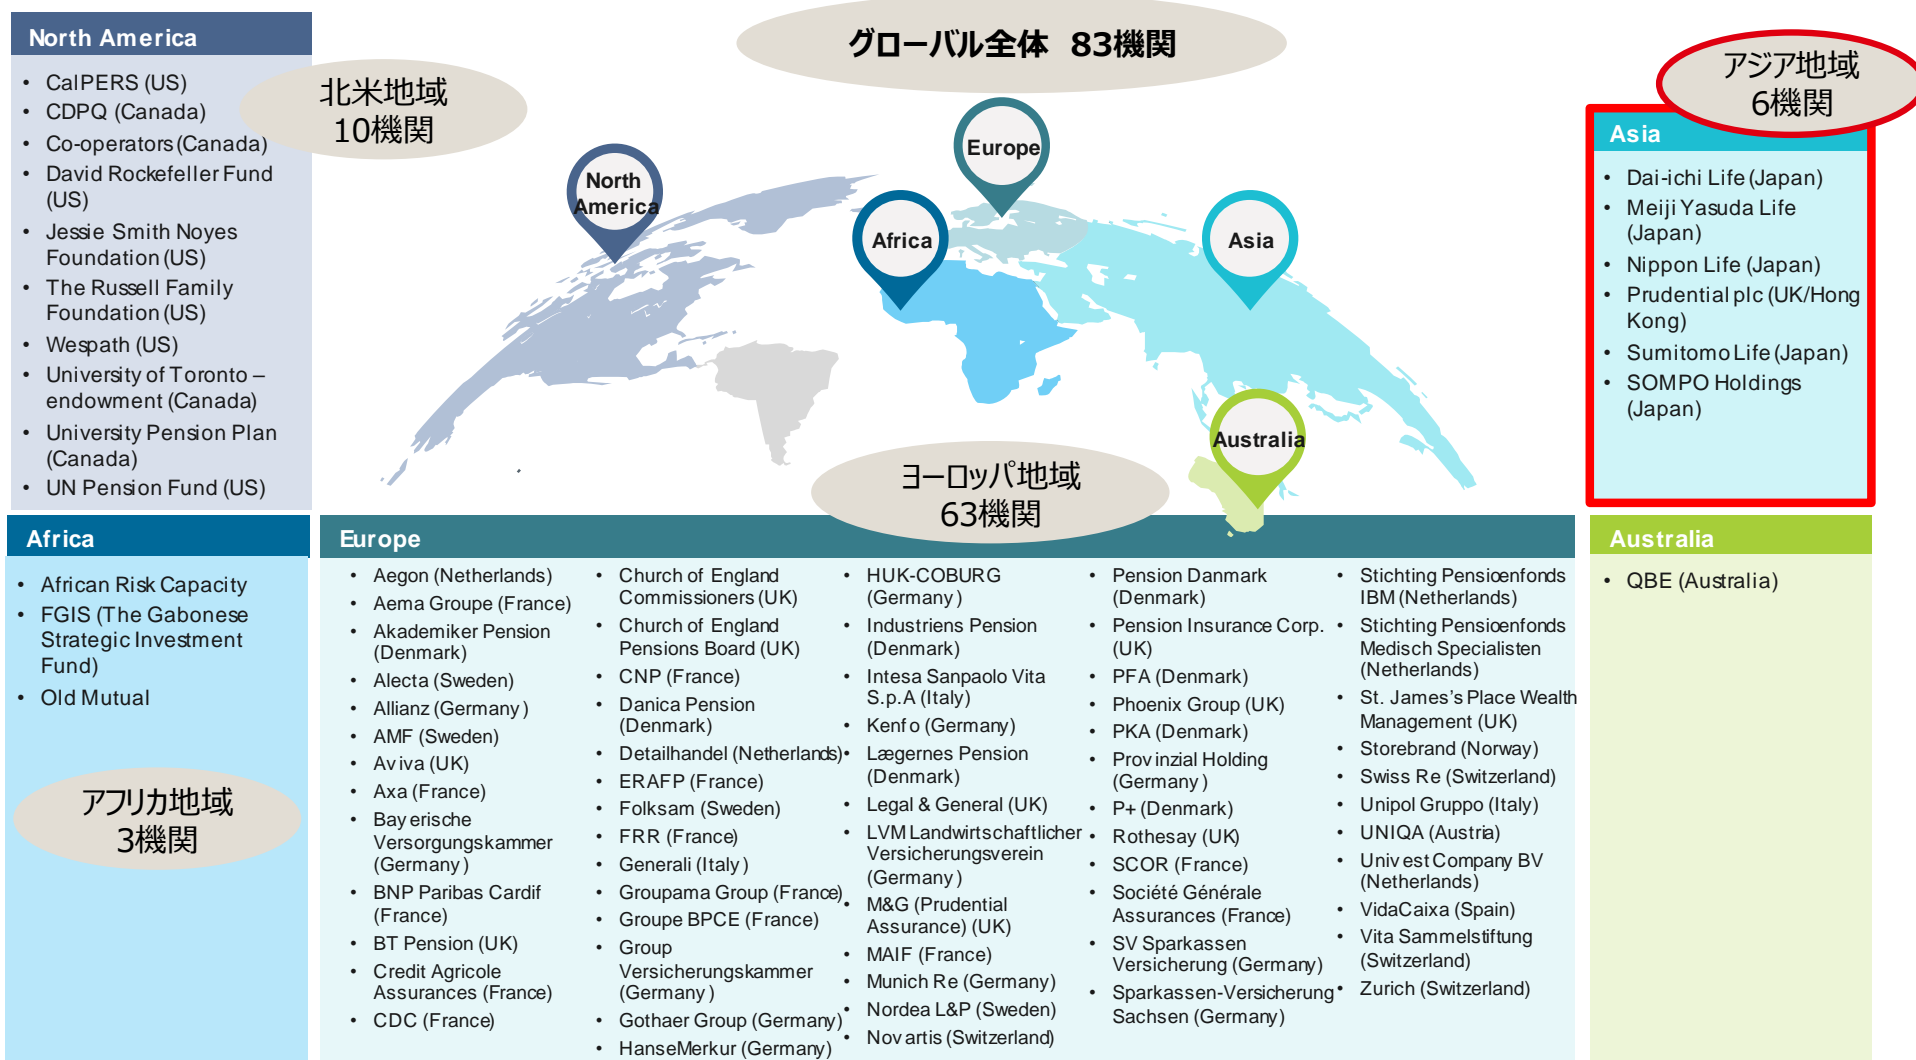 グローバル全体 83機関
North America
• CalPERS (US)
• CDPQ (Canada)
• Co-operators (Canada)
• David Rockefeller Fund
(US)
• Jessie Smith Noyes
Foundation (US)
• The Russell Family
Foundation (US)
• Wespath (US)
• University of Toronto –
endowment (Canada)
• University Pension Plan
(Canada)
• UN Pension Fund (US)
北米地域
10機関
North
America
Europe
Africa
Asia
Australia
アジア地域
6機関
Asia
• Dai-ichi Life (Japan)
• Meiji Yasuda Life
(Japan)
• Nippon Life (Japan)
• Prudential plc (UK/Hong
Kong)
• Sumitomo Life (Japan)
• SOMPO Holdings
(Japan)
ヨーロッパ地域
63機関
Africa
• African Risk Capacity
• FGIS (The Gabonese
Strategic Investment
Fund)
• Old Mutual
アフリカ地域
3機関
Europe
• Aegon (Netherlands)
• Aema Groupe (France)
• Akademiker Pension
(Denmark)
• Alecta (Sweden)
• Allianz (Germany)
• AMF (Sweden)
• Aviva (UK)
• Axa (France)
• Bayerische
Versorgungskammer
(Germany)
• BNP Paribas Cardif
(France)
• BT Pension (UK)
• Credit Agricole
Assurances (France)
• CDC (France)
• Church of England
Commissioners (UK)
• Church of England
Pensions Board (UK)
• CNP (France)
• Danica Pension
(Denmark)
• Detailhandel (Netherlands)
• ERAFP (France)
• Folksam (Sweden)
• FRR (France)
• Generali (Italy)
• Groupama Group (France)
• Groupe BPCE (France)
• Group
Versicherungskammer
(Germany)
• Gothaer Group (Germany)
• HanseMerkur (Germany)
• HUK-COBURG
(Germany)
• Industriens Pension
(Denmark)
• Intesa Sanpaolo Vita
S.p.A (Italy)
• Kenfo (Germany)
• Lægernes Pension
(Denmark)
• Legal & General (UK)
• LVM Landwirtschaftlicher
Versicherungsverein
(Germany)
• M&G (Prudential
Assurance) (UK)
• MAIF (France)
• Munich Re (Germany)
• Nordea L&P (Sweden)
• Novartis (Switzerland)
• Pension Danmark
(Denmark)
• Pension Insurance Corp.
(UK)
• PFA (Denmark)
• Phoenix Group (UK)
• PKA (Denmark)
• Provinzial Holding
(Germany)
• P+ (Denmark)
• Rothesay (UK)
• SCOR (France)
• Société Générale
Assurances (France)
• SV Sparkassen
Versicherung (Germany)
• Sparkassen-Versicherung
Sachsen (Germany)
• Stichting Pensioenfonds
IBM (Netherlands)
• Stichting Pensioenfonds
Medisch Specialisten
(Netherlands)
• St. James's Place Wealth
Management (UK)
• Storebrand (Norway)
• Swiss Re (Switzerland)
• Unipol Gruppo (Italy)
• UNIQA (Austria)
• Univest Company BV
(Netherlands)
• VidaCaixa (Spain)
• Vita Sammelstiftung
(Switzerland)
• Zurich (Switzerland)
Australia
• QBE (Australia)